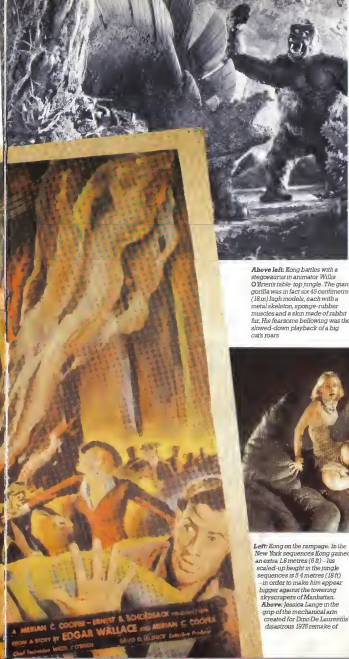 Above left: Kong battles with a
stegosaurus in animator Willis
O'Brien's table-top jungle. The giant
gorilla was in fact six 45 centimetre
(18 in) high models, each with a
metal skeleton, sponge-rubber
muscles and a skin made of rabbit
fur. His fearsome bellowing was the
slowed-down playback of a big
cat's roars
Left: Kong on the rampage. In the
New York sequences Kong gained
an extra 1.8 metres (6 ft) – his
scaled-up height in the jungle
sequences is 5.4 metres (18 ft)
– in order to make him appear
bigger against the towering
skyscrapers of Manhattan.
Above: Jessica Lange in the
grip of the mechanical arm
created for Dino De Laurentiis'
disastrous 1976 remake of
A MERIAN C. COOPER - ERNEST B. SCHOEDSACK
FROM A STORY BY EDGAR WALLACE AND MERIAN C. COOPER
Chief Technician O'BRIEN
DAVID O. SELZNICK Executive Producer